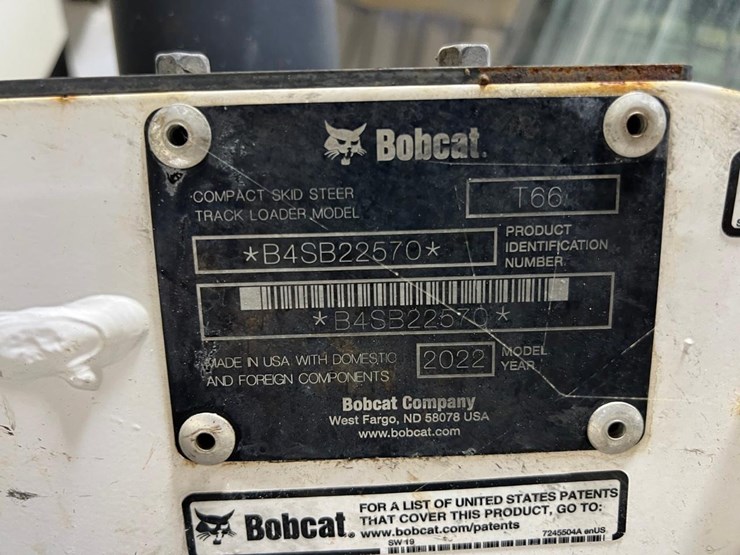 Bobcat.
COMPACT SKID STEER
TRACK LOADER MODEL
T66
*B4SB22570*
PRODUCT
IDENTIFICATION
NUMBER
*B4SB22570*
MADE IN USA WITH DOMESTIC
AND FOREIGN COMPONENTS
2022
MODEL
YEAR
Bobcat Company
West Fargo, ND 58078 USA
www.bobcat.com
Bobcat.
FOR A LIST OF UNITED STATES PATENTS
THAT COVER THIS PRODUCT, GO TO:
www.bobcat.com/patents
7245504A enUS
SW 19